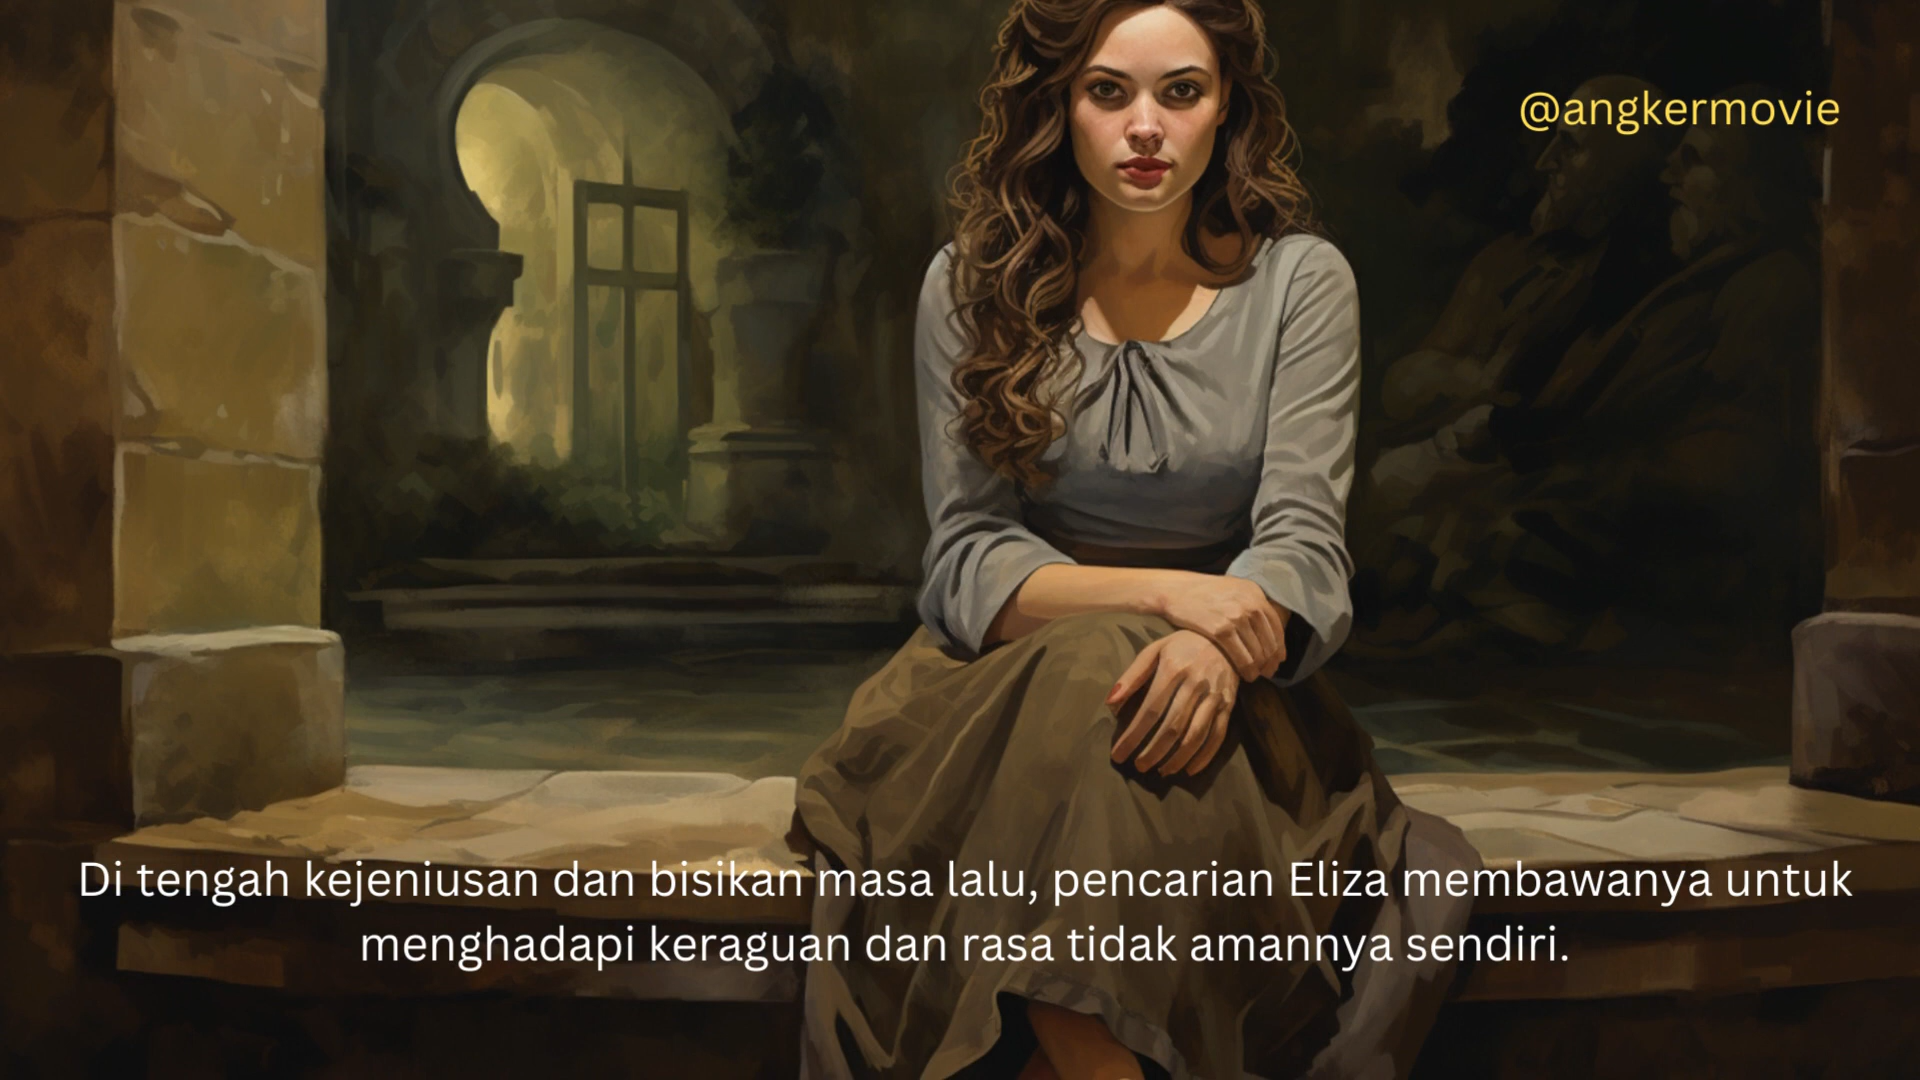 @angkermovie
Di tengah kejeniusan dan bisikan masa lalu, pencarian Eliza membawanya untuk
menghadapi keraguan dan rasa tidak amannya sendiri.